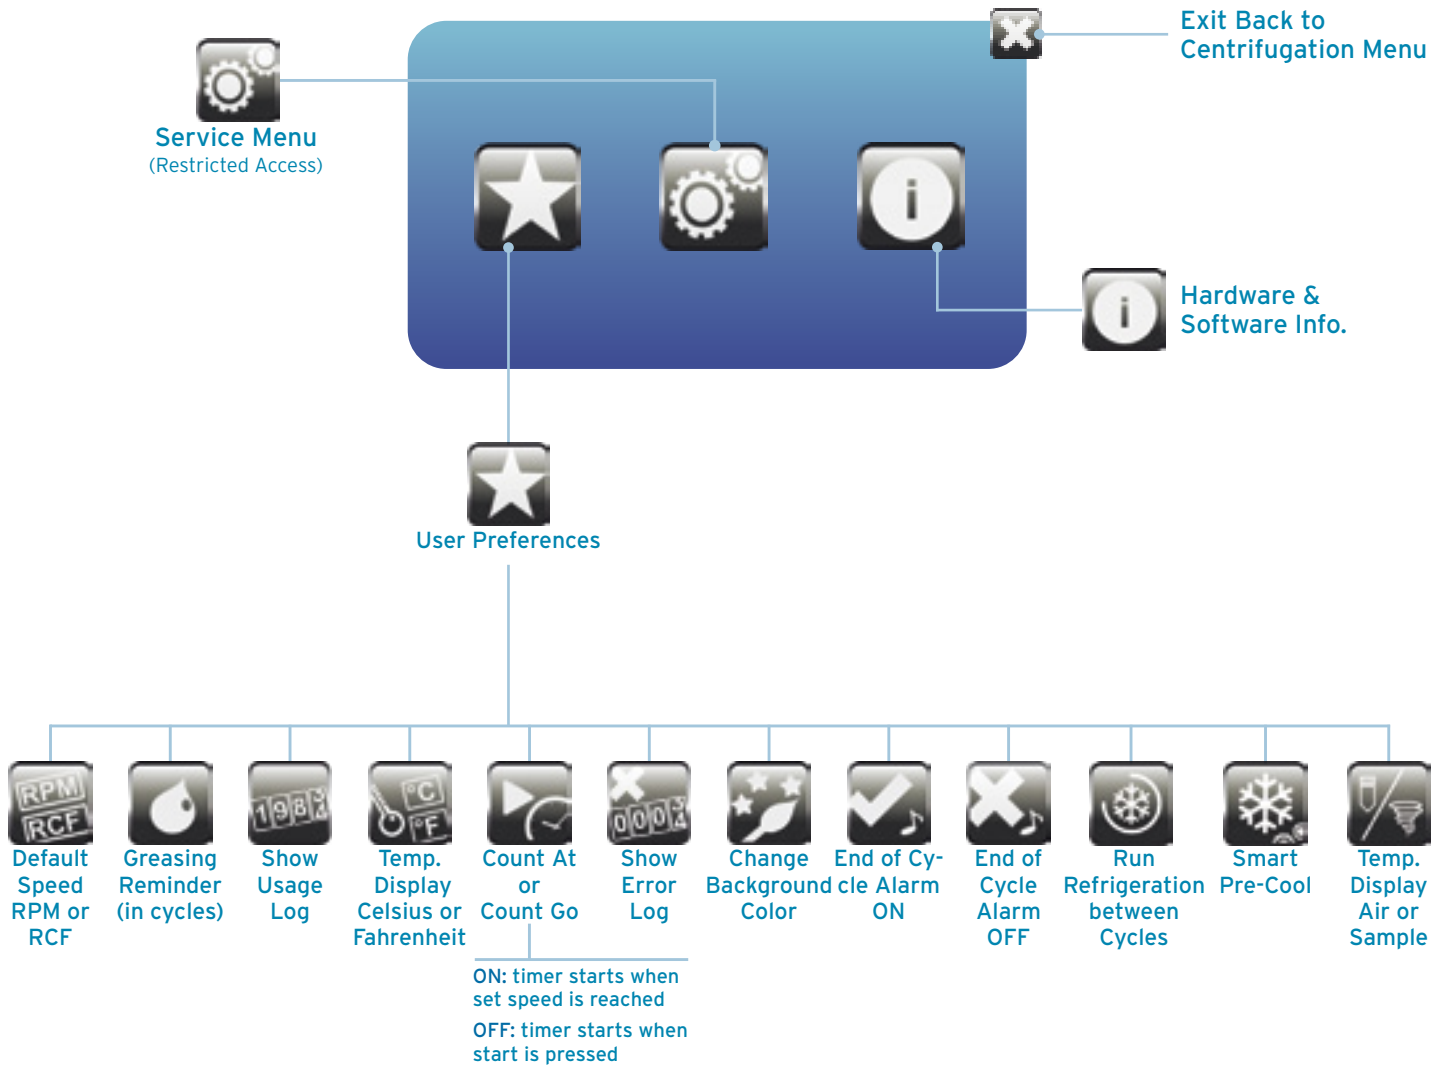 Exit Back to
Centrifugation Menu
Service Menu
(Restricted Access)
i
Hardware &
Software Info.
i
User Preferences
RPM
RCF
Default
Speed
RPM or
RCF
Greasing
Reminder
(in cycles)
Show
Usage
Log
°C
°F
Temp.
Display
Celsius or
Fahrenheit
Count At
or
Count Go
ON: timer starts when
set speed is reached
OFF: timer starts when
start is pressed
Show
Error
Log
Change
Background
Color
End of Cy-
cle Alarm
ON
End of
Cycle
Alarm
OFF
Run
Refrigeration
between
Cycles
Smart
Pre-Cool
Temp.
Display
Air or
Sample